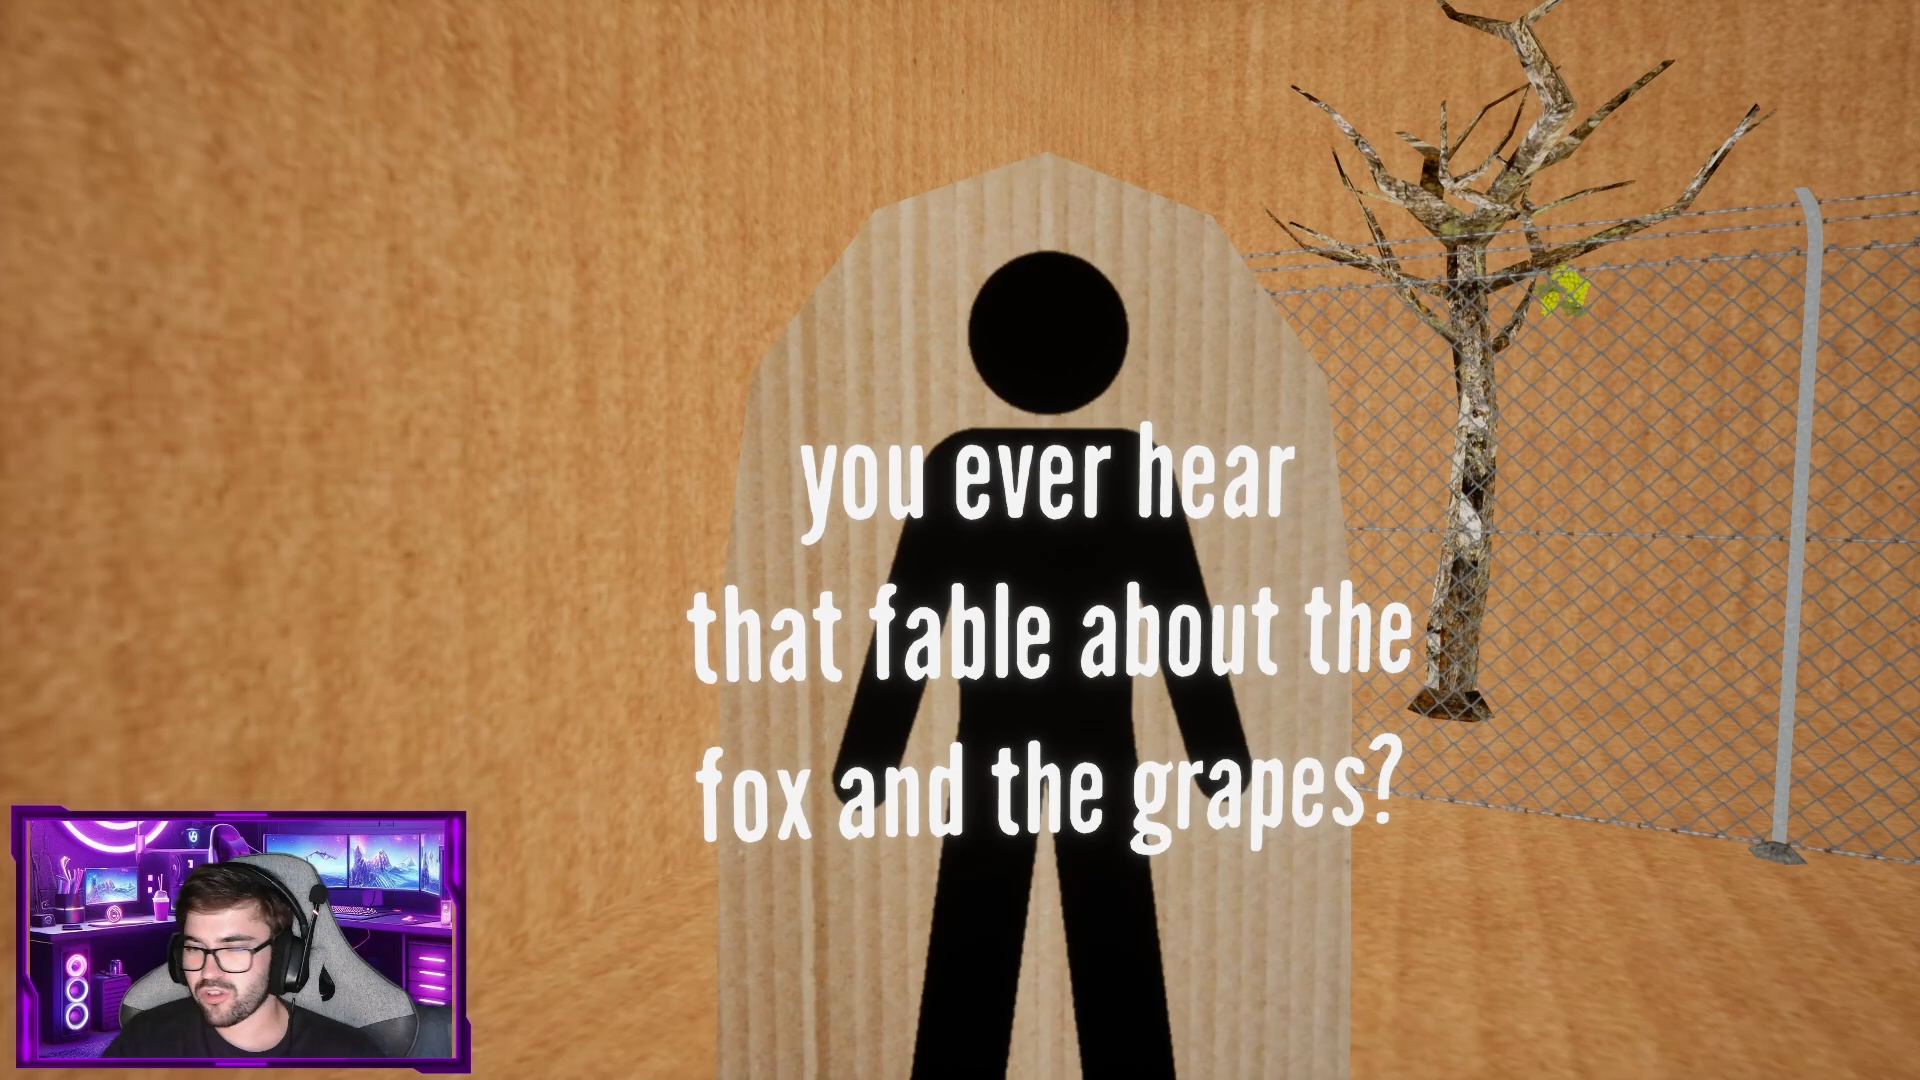 you ever hear
that fable about the
fox and the grapes?